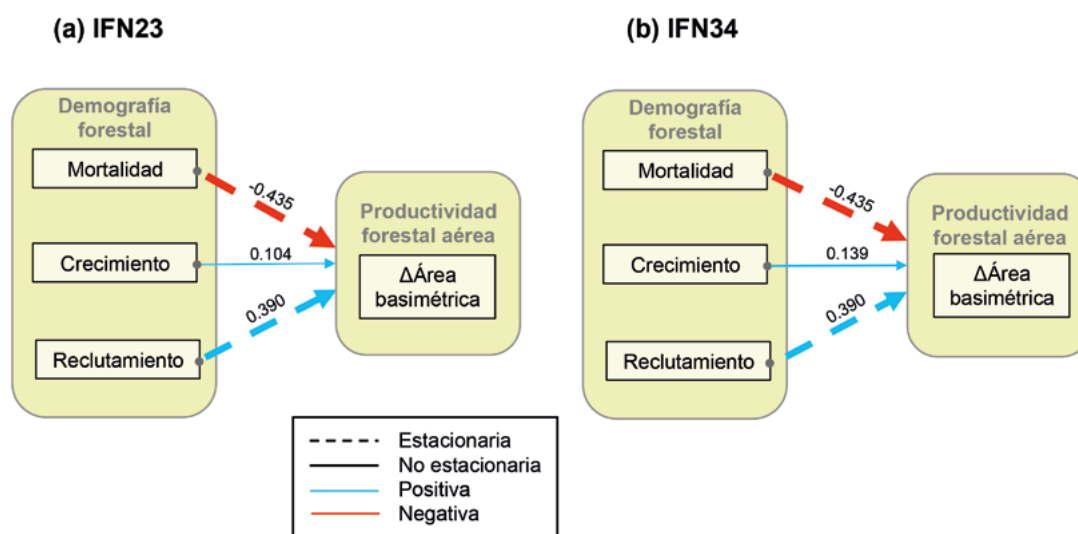 (a) IFN23
Demografía
forestal
Mortalidad
Crecimiento
Reclutamiento
-0.435
0.104
0.390
Productividad
forestal aérea
ΔÁrea
basimétrica
(b) IFN34
Demografía
forestal
Mortalidad
Crecimiento
Reclutamiento
-0.435
0.139
0.390
Productividad
forestal aérea
ΔÁrea
basimétrica
Estacionaria
No estacionaria
Positiva
Negativa